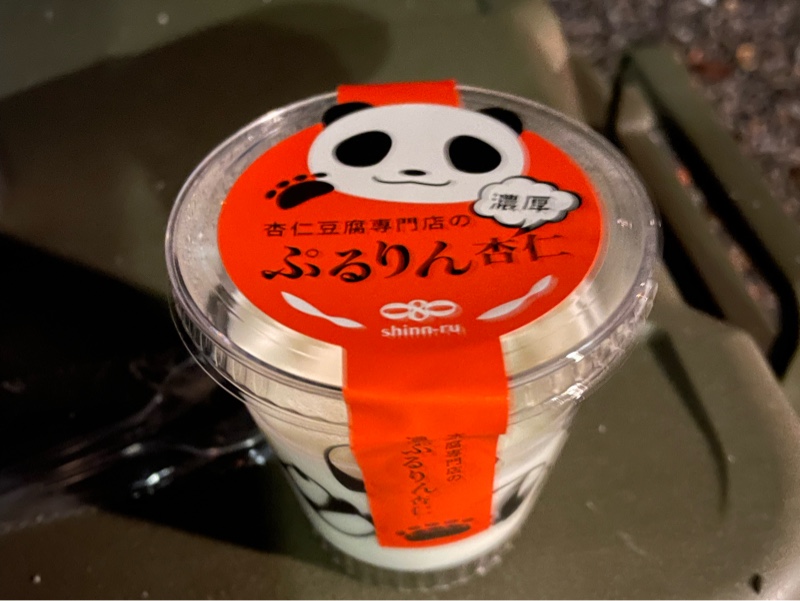 濃厚
杏仁豆腐専門店の
ぷるりん杏仁
shinn-ru